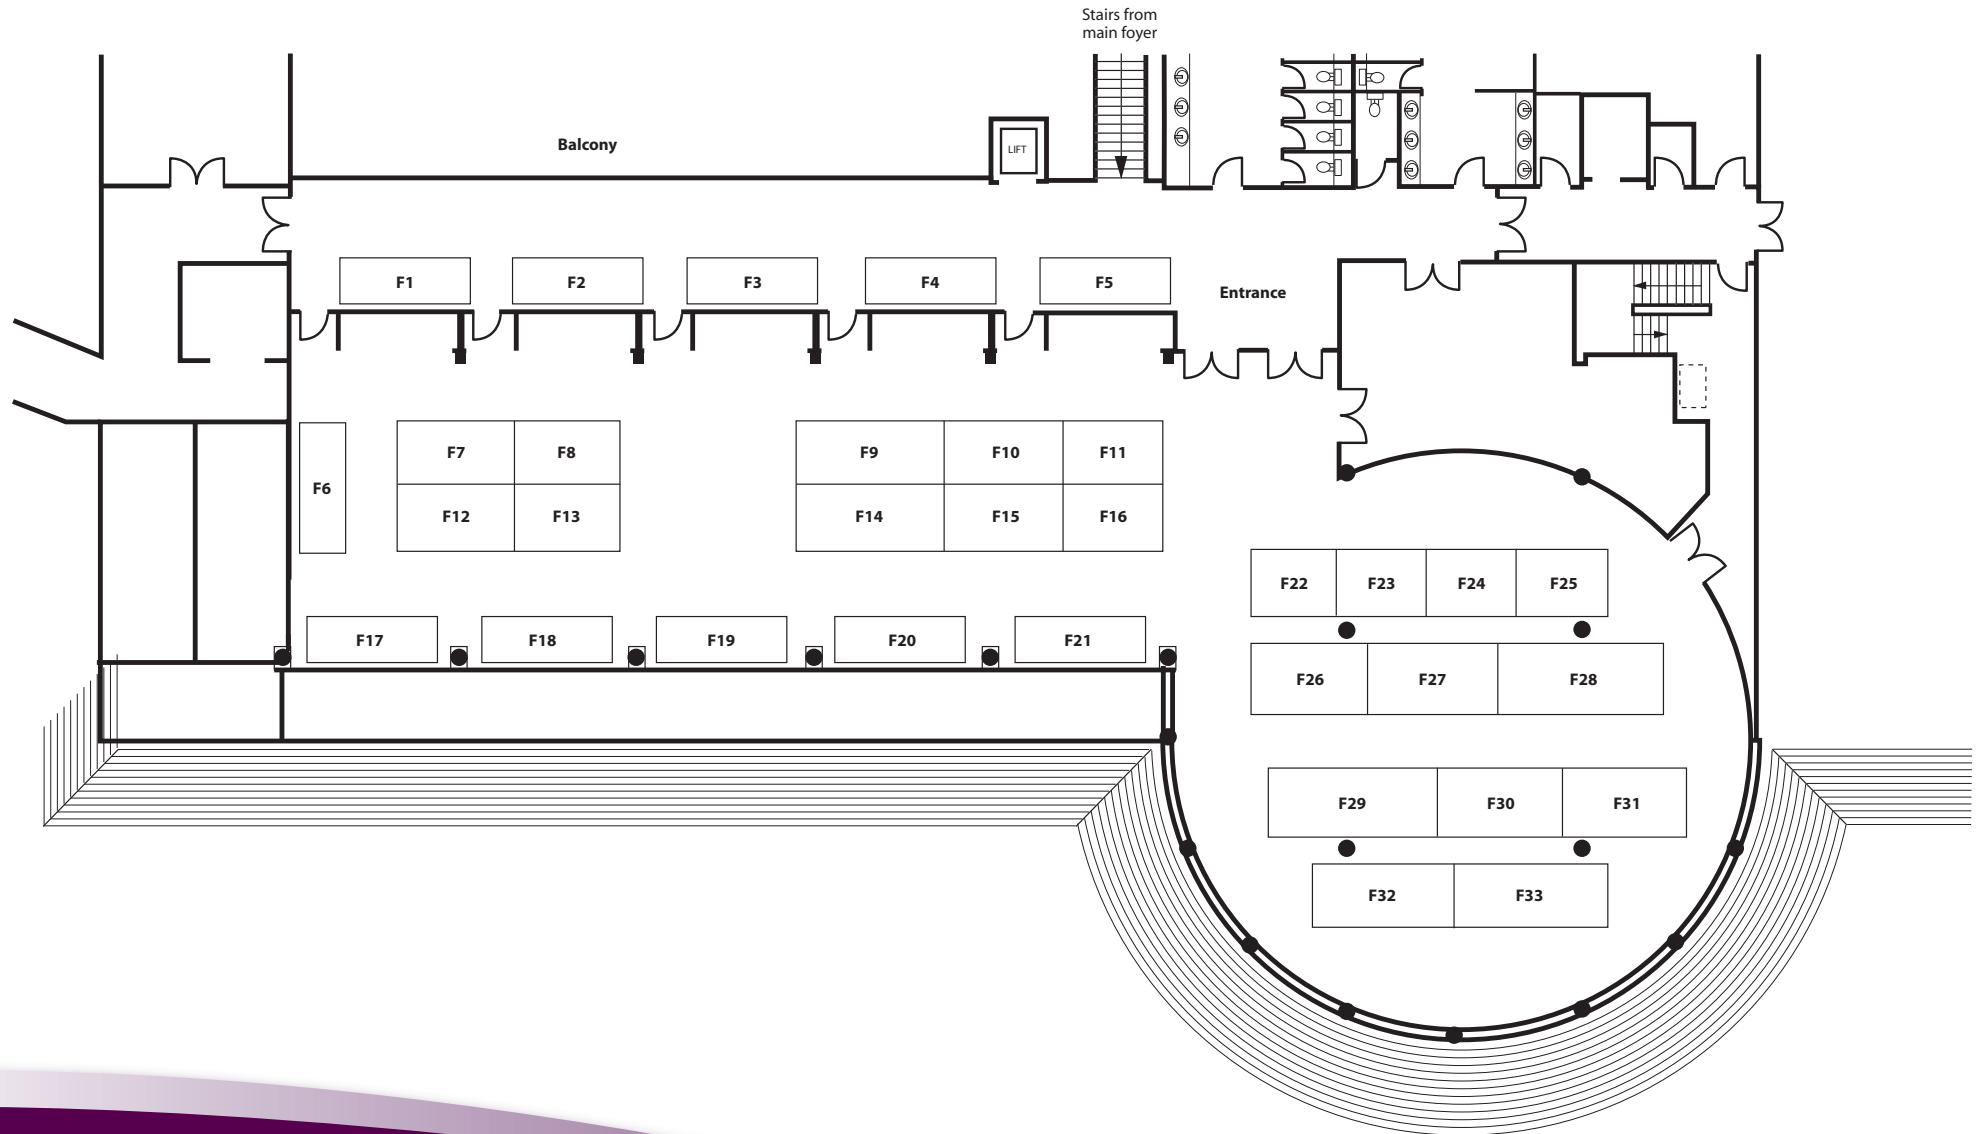 Stairs from
main foyer
Balcony
LIFT
F1
F2
F3
F4
F5
Entrance
F6
F7
F8
F9
F10
F11
F12
F13
F14
F15
F16
F22
F23
F24
F25
F17
F18
F19
F20
F21
F26
F27
F28
F29
F30
F31
F32
F33